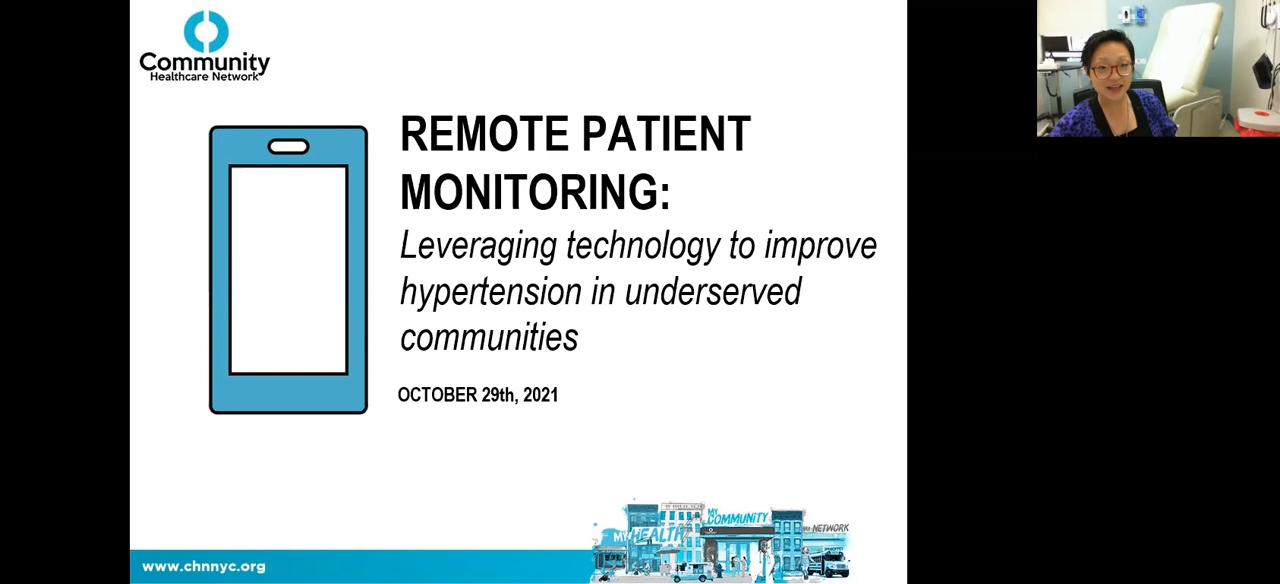 Community
Healthcare Network
REMOTE PATIENT
MONITORING:
Leveraging technology to improve
hypertension in underserved
communities
OCTOBER 29th, 2021
MY HEALTH
MY COMMUNITY
NETWORK
www.chnnyc.org